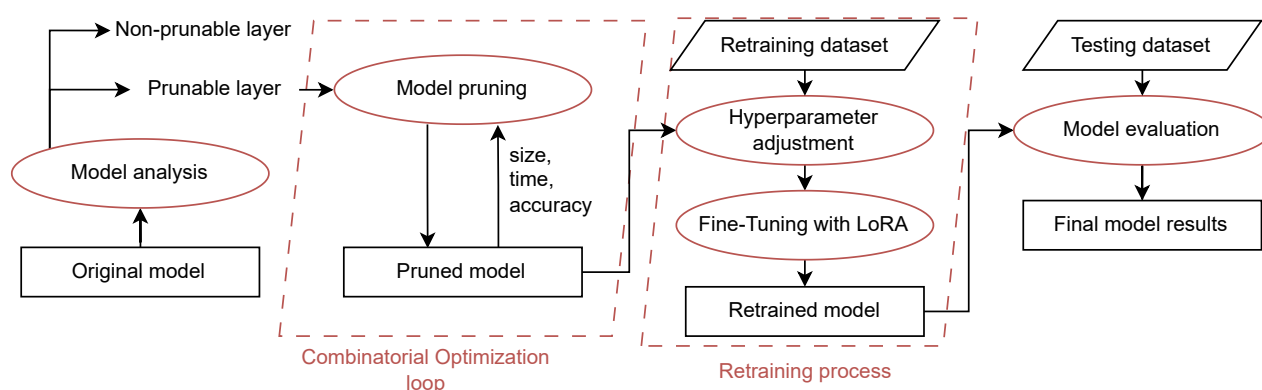 Non-prunable layer
Prunable layer
Model analysis
Original model
Model pruning
size,
time,
accuracy
Pruned model
Combinatorial Optimization
loop
Retraining dataset
Hyperparameter
adjustment
Fine-Tuning with LoRA
Retrained model
Retraining process
Testing dataset
Model evaluation
Final model results